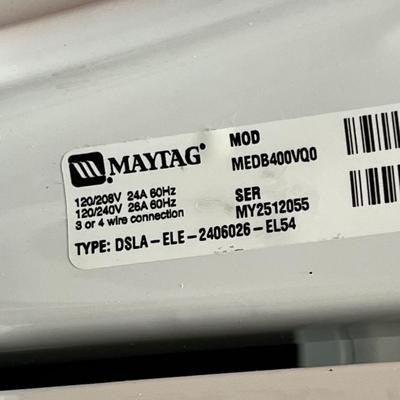 MAYTAG®
MOD
MEDB400VQ0
120/208V 24A 60Hz
120/240V 26A 60Hz
3 or 4 wire connection
SER
MY2512055
TYPE: DSLA-ELE-2406026-EL54